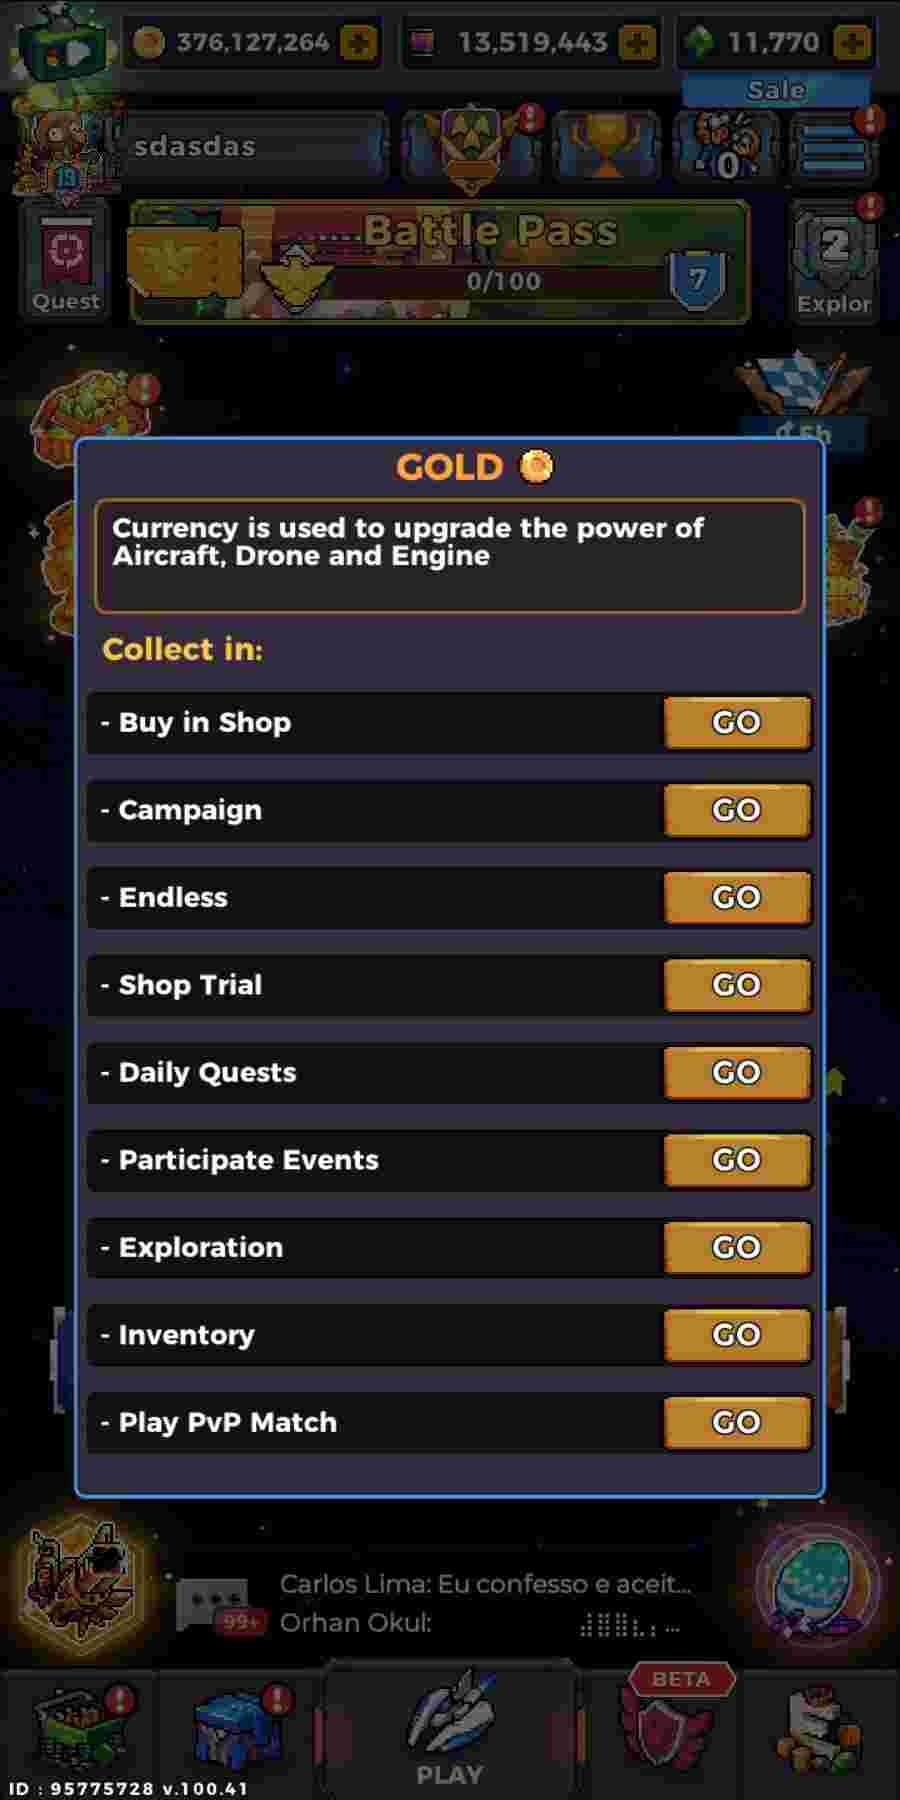 376,127,264
13,519,443
11,770
Sale
sdasdas
19
0
Battle Pass
0/100
7
Quest
2
Explor
5h
GOLD
Currency is used to upgrade the power of
Aircraft, Drone and Engine
Collect in:
- Buy in Shop GO
- Campaign GO
- Endless GO
- Shop Trial GO
- Daily Quests GO
- Participate Events GO
- Exploration GO
- Inventory GO
- Play PvP Match GO
Carlos Lima: Eu confesso e aceit...
99+
Orhan Okul:
BETA
PLAY
ID : 95775728 v.100.41